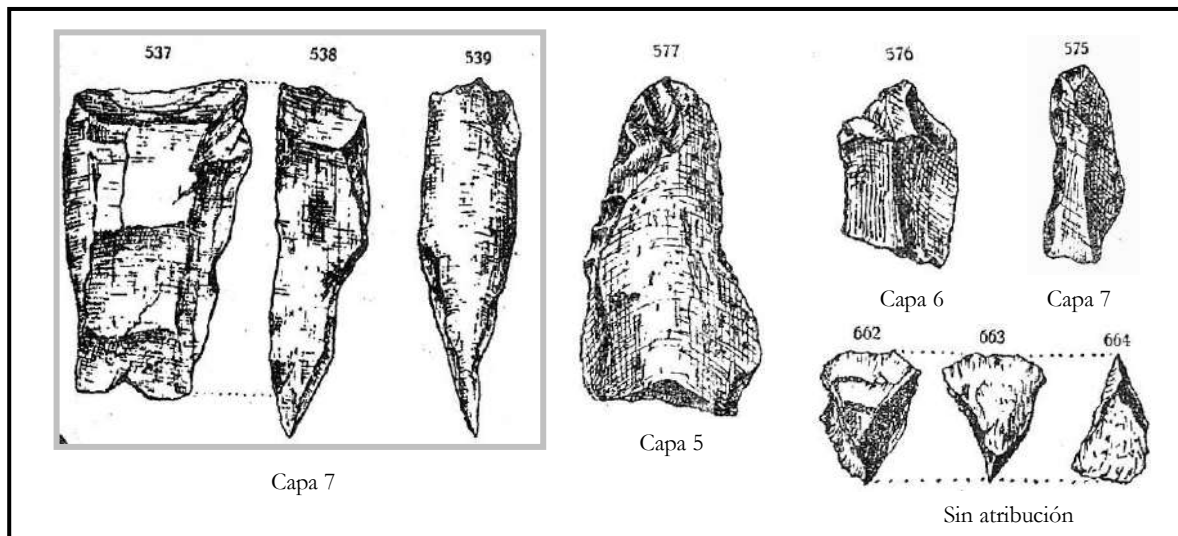 537 538 539
577
576
575
Capa 6
Capa 7
662 663 664
Capa 5
Capa 7
Sin atribución